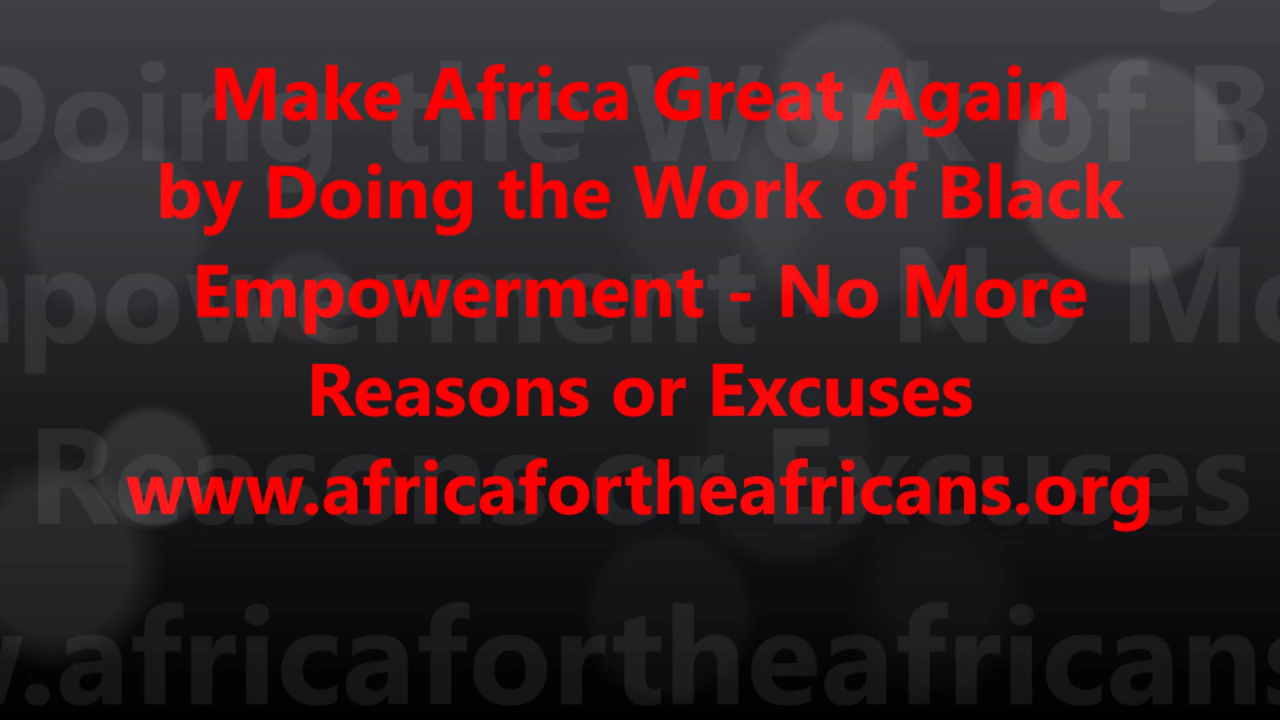 Make Africa Great Again
by Doing the Work of Black
Empowerment - No More
Reasons or Excuses
www.africafortheafricans.org